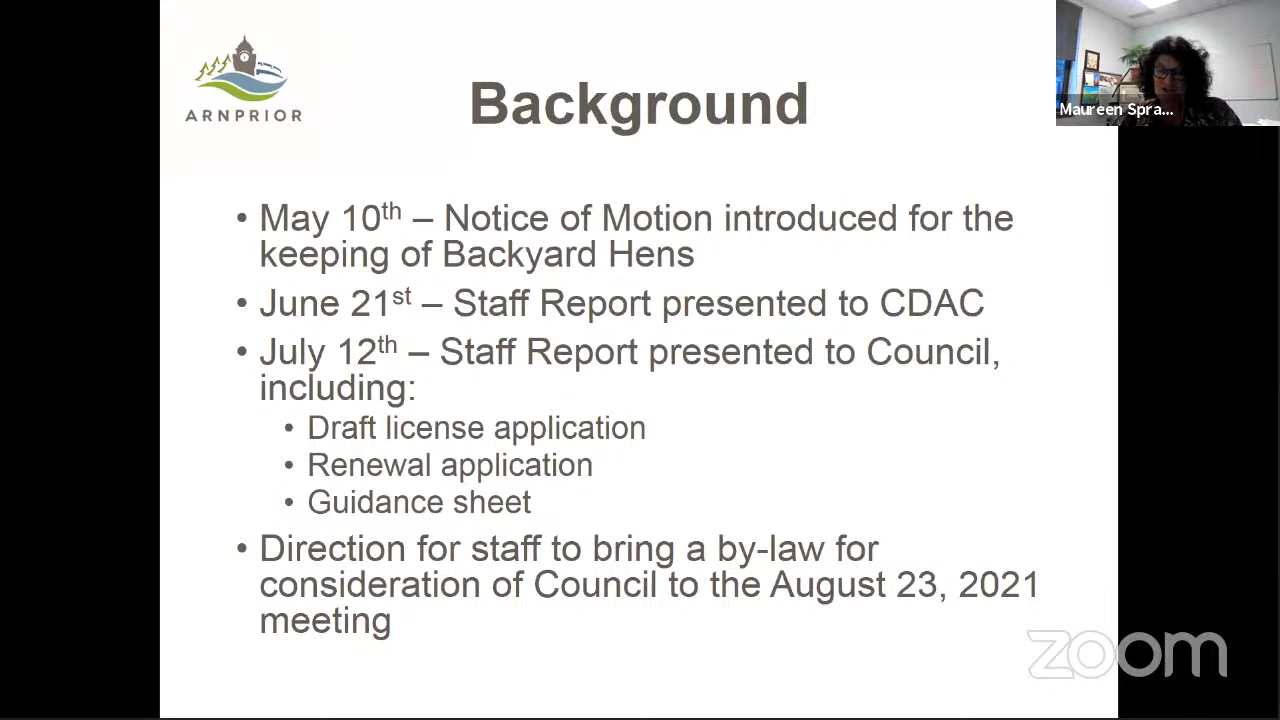 ARNPRIOR
Background
Maureen Spra...
• May 10th – Notice of Motion introduced for the
keeping of Backyard Hens
• June 21st – Staff Report presented to CDAC
• July 12th – Staff Report presented to Council,
including:
• Draft license application
• Renewal application
• Guidance sheet
• Direction for staff to bring a by-law for
consideration of Council to the August 23, 2021
meeting
zoom